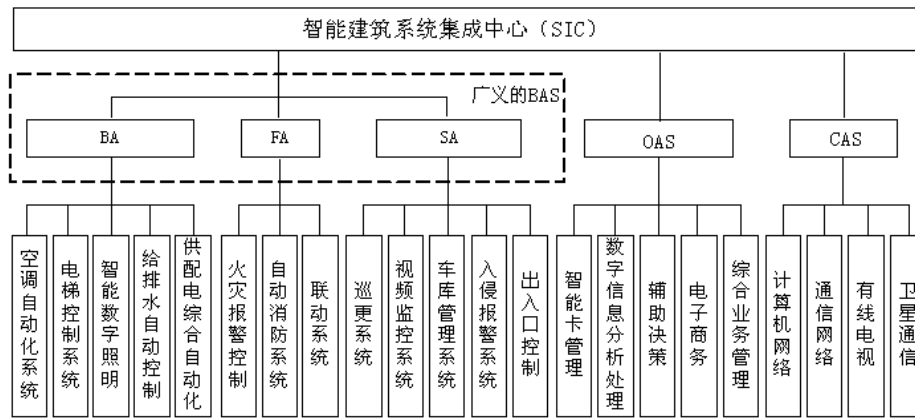 智能建筑系统集成中心(SIC)
广义的BAS
BA
FA
SA
OAS
CAS
空调自动化系统
电梯控制系统
智能数字照明
给排水自动控制
供配电综合自动化
火灾报警控制
自动消防系统
联动系统
巡更系统
视频监控系统
车库管理系统
入侵报警系统
出入口控制
智能卡管理
数字信息分析处理
辅助决策
电子商务
综合业务管理
计算机网络
通信网络
有线电视
卫星通信